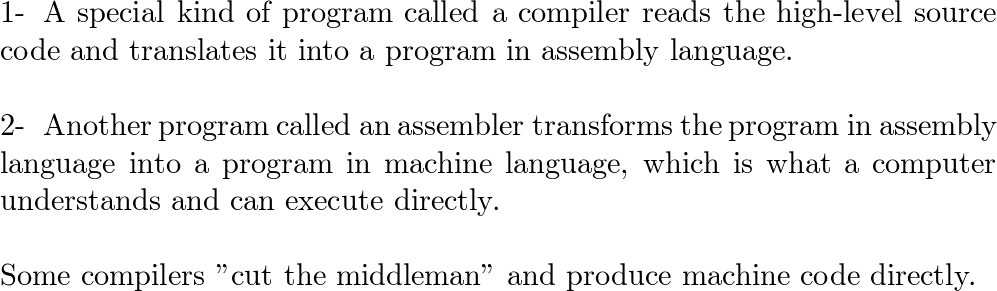 1- A special kind of program called a compiler reads the high-level source
code and translates it into a program in assembly language.
2- Another program called an assembler transforms the program in assembly
language into a program in machine language, which is what a computer
understands and can execute directly.
Some compilers ”cut the middleman” and produce machine code directly.